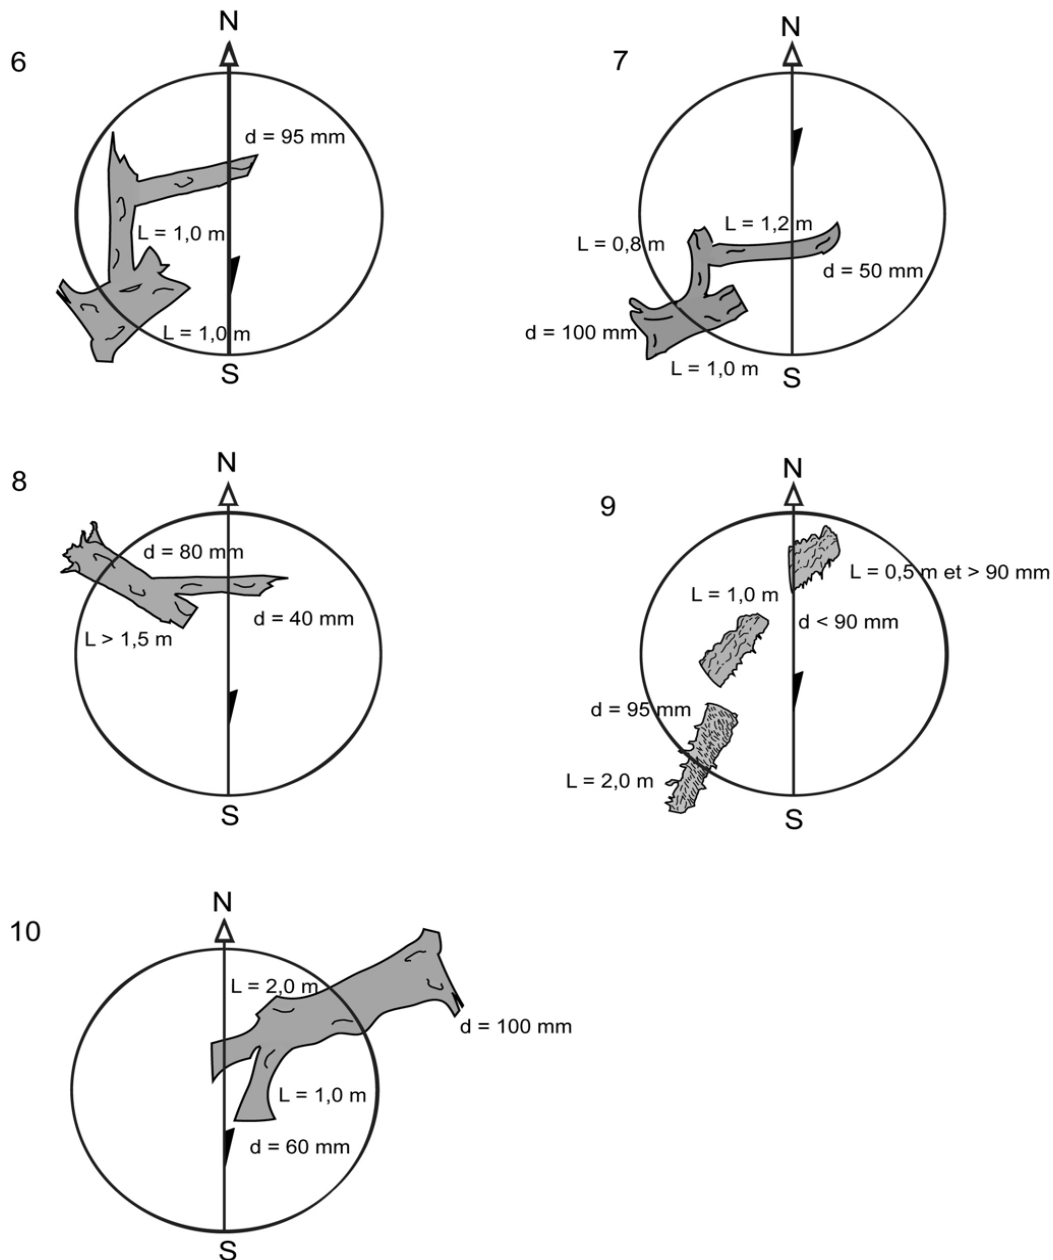 6
N
d = 95 mm
L = 1,0 m
L = 1,0 m
S
7
N
L = 1,2 m
L = 0,8 m
d = 50 mm
d = 100 mm
L = 1,0 m
S
8
N
d = 80 mm
d = 40 mm
L > 1,5 m
S
9
N
L = 0,5 m et > 90 mm
L = 1,0 m
d < 90 mm
d = 95 mm
L = 2,0 m
S
10
N
L = 2,0 m
d = 100 mm
L = 1,0 m
d = 60 mm
S